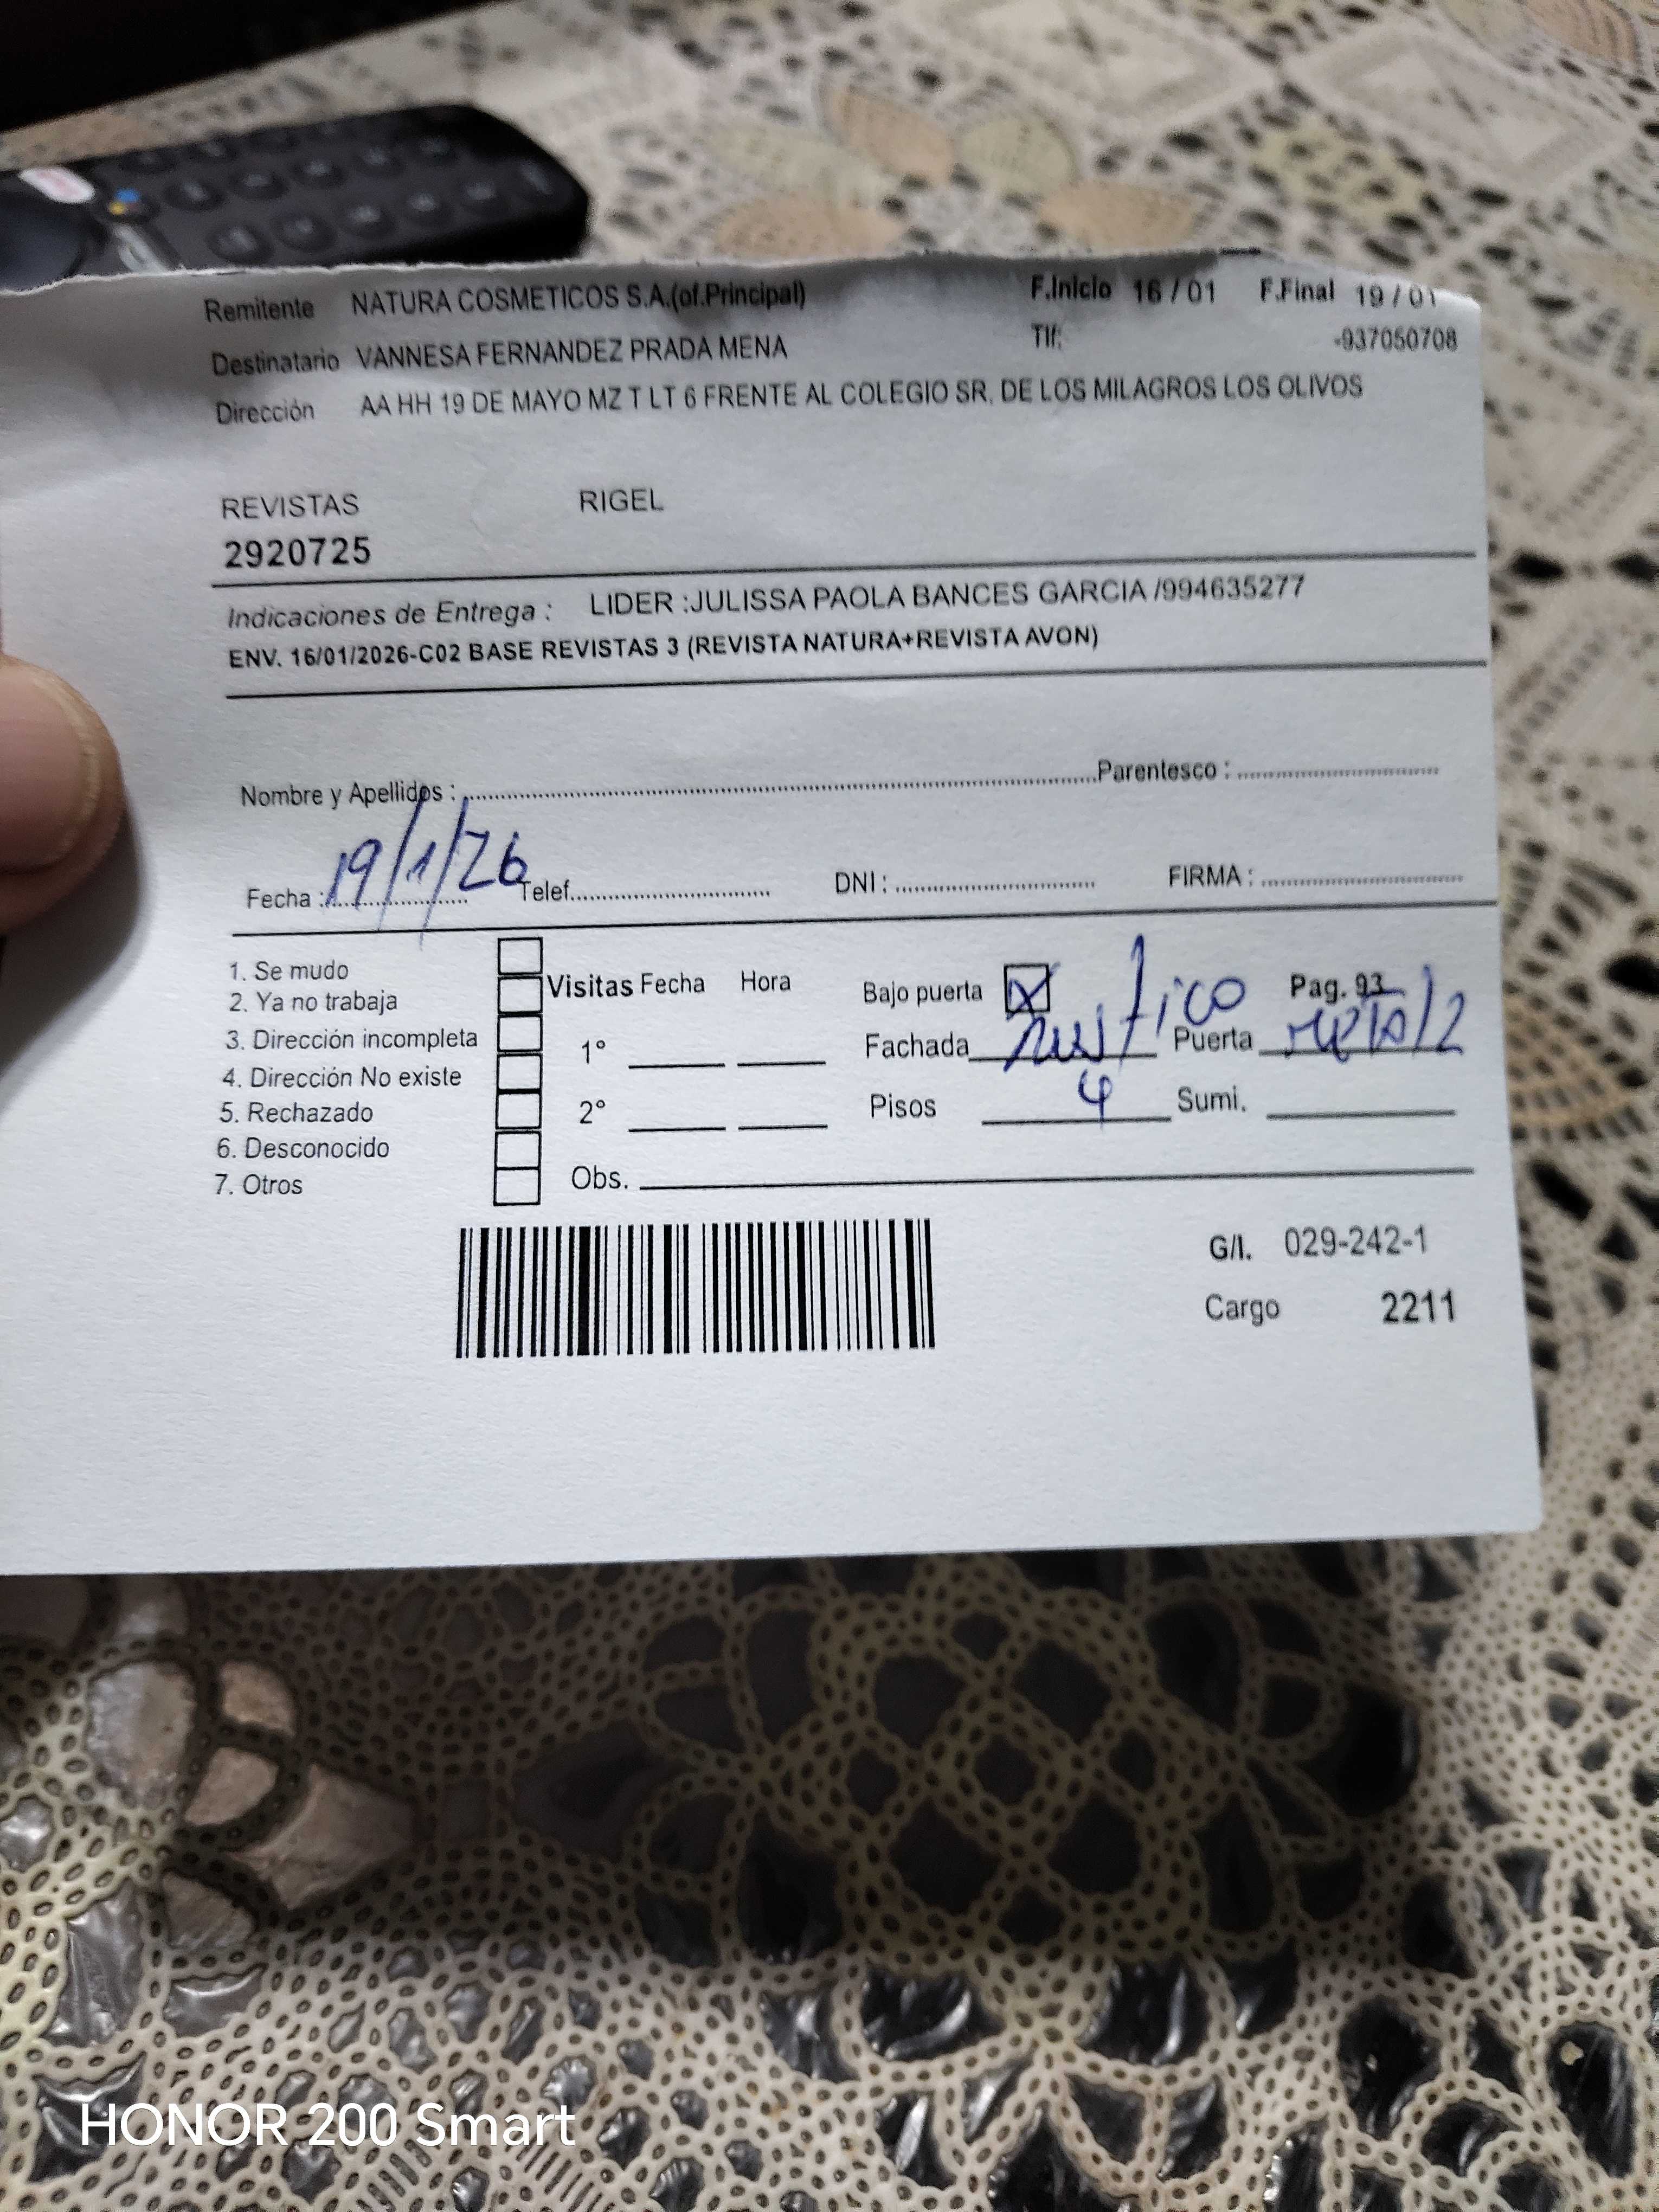 Remitente NATURA COSMETICOS S.A.(of.Principal) F.Inicio 16 / 01 F.Final 19 / 01
Destinatario VANNESA FERNANDEZ PRADA MENA Tlf: -937050708
Dirección AA HH 19 DE MAYO MZ T LT 6 FRENTE AL COLEGIO SR. DE LOS MILAGROS LOS OLIVOS
REVISTAS RIGEL
2920725
Indicaciones de Entrega : LIDER :JULISSA PAOLA BANCES GARCIA /994635277
ENV. 16/01/2026-C02 BASE REVISTAS 3 (REVISTA NATURA+REVISTA AVON)
Nombre y Apellidos : Parentesco :
Fecha : 19/1/26 Telef. DNI : FIRMA :
1. Se mudo
2. Ya no trabaja
3. Dirección incompleta
4. Dirección No existe
5. Rechazado
6. Desconocido
7. Otros
Visitas Fecha Hora
1°
2°
Obs.
Bajo puerta X Pag. 93
Fachada rustico Puerta
Pisos 4 Sumi.
G/I. 029-242-1
Cargo 2211
HONOR 200 Smart